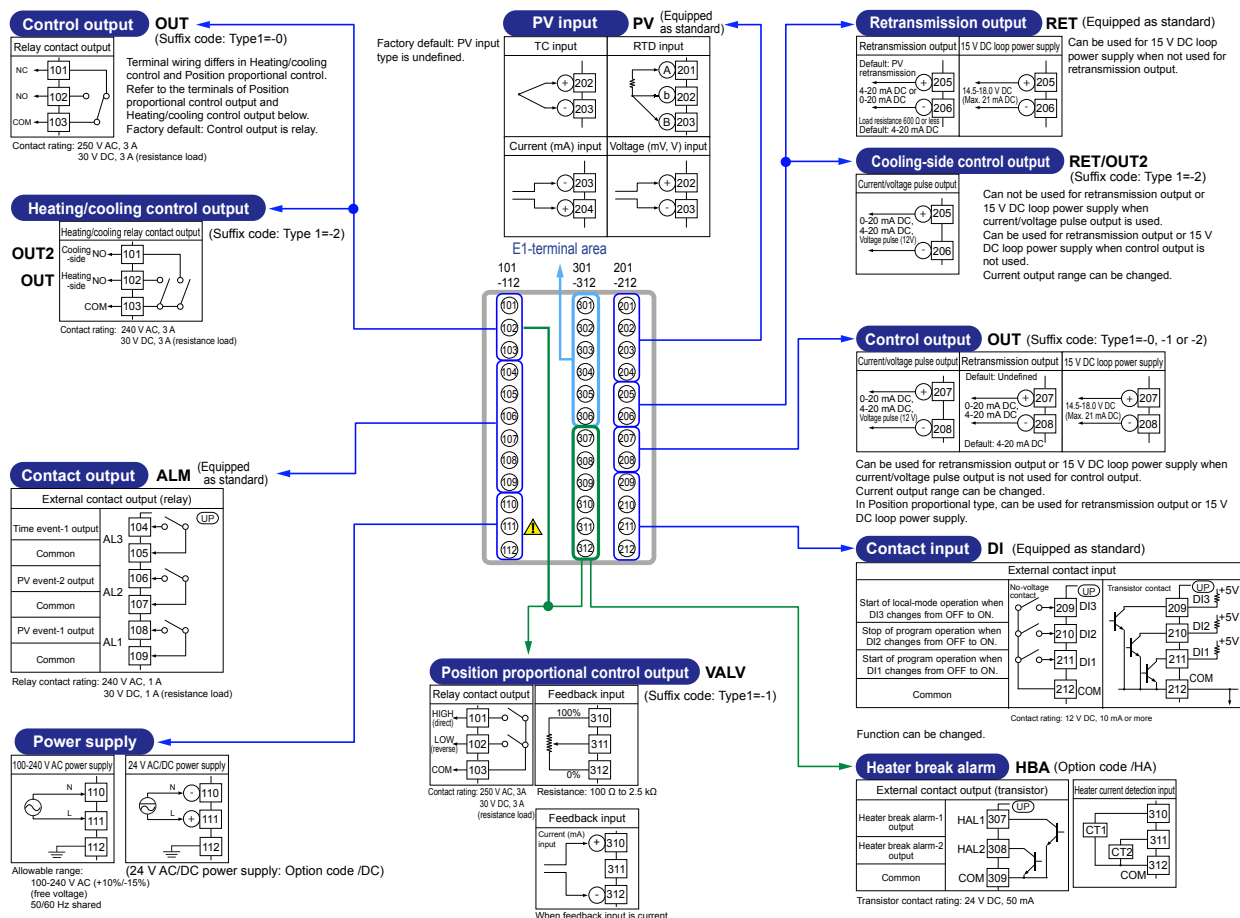 Control output OUT
(Suffix code: Type1=-0)
Relay contact output
NC 101
NO 102
COM 103
Terminal wiring differs in Heating/cooling
control and Position proportional control.
Refer to the terminals of Position
proportional control output and
Heating/cooling control output below.
Factory default: Control output is relay.
Contact rating: 250 V AC, 3 A
30 V DC, 3 A (resistance load)
Heating/cooling control output
(Suffix code: Type 1=-2)
Heating/cooling relay contact output
OUT2 Cooling-side NO 101
OUT Heating-side NO 102
COM 103
Contact rating: 240 V AC, 3 A
30 V DC, 3 A (resistance load)
PV input PV (Equipped
as standard)
Factory default: PV input
type is undefined.
TC input
+ 202
- 203
RTD input
A 201
b 202
B 203
Current (mA) input
- 203
+ 204
Voltage (mV, V) input
+ 202
- 203
Retransmission output RET (Equipped as standard)
Retransmission output
Default: PV
retransmission
4-20 mA DC or
0-20 mA DC
+ 205
- 206
Load resistance 600 Ω or less
Default: 4-20 mA DC
15 V DC loop power supply
14.5-18.0 V DC
(Max. 21 mA DC)
+ 205
- 206
Can be used for 15 V DC loop
power supply when not used for
retransmission output.
Cooling-side control output RET/OUT2
(Suffix code: Type 1=-2)
Current/voltage pulse output
0-20 mA DC,
4-20 mA DC,
Voltage pulse (12V)
+ 205
- 206
Can not be used for retransmission output or
15 V DC loop power supply when
current/voltage pulse output is used.
Can be used for retransmission output or 15 V
DC loop power supply when control output is
not used.
Current output range can be changed.
E1-terminal area
101
-112
301
-312
201
-212
101 301 201
102 302 202
103 303 203
104 304 204
105 305 205
106 306 206
107 307 207
108 308 208
109 309 209
110 310 210
111 311 211
112 312 212
Control output OUT (Suffix code: Type1=-0, -1 or -2)
Current/voltage pulse output
0-20 mA DC,
4-20 mA DC,
Voltage pulse (12 V)
+ 207
- 208
Retransmission output
Default: Undefined
0-20 mA DC,
4-20 mA DC
+ 207
- 208
Default: 4-20 mA DC
15 V DC loop power supply
14.5-18.0 V DC
(Max. 21 mA DC)
+ 207
- 208
Can be used for retransmission output or 15 V DC loop power supply when
current/voltage pulse output is not used for control output.
Current output range can be changed.
In Position proportional type, can be used for retransmission output or 15 V
DC loop power supply.
Contact output ALM (Equipped
as standard)
External contact output (relay)
UP
Time event-1 output 104
AL3
Common 105
PV event-2 output 106
AL2
Common 107
PV event-1 output 108
AL1
Common 109
Relay contact rating: 240 V AC, 1 A
30 V DC, 1 A (resistance load)
Contact input DI (Equipped as standard)
External contact input
Start of local-mode operation when
DI3 changes from OFF to ON.
Stop of program operation when
DI2 changes from OFF to ON.
Start of program operation when
DI1 changes from OFF to ON.
Common
No-voltage
contact
UP
209 DI3
210 DI2
211 DI1
212 COM
Transistor contact
UP
209 DI3 +5V
210 DI2 +5V
211 DI1 +5V
212 COM
Contact rating: 12 V DC, 10 mA or more
Function can be changed.
Power supply
100-240 V AC power supply
N 110
L 111
112
24 V AC/DC power supply
N - 110
L + 111
112
Allowable range:
100-240 V AC (+10%/-15%)
(free voltage)
50/60 Hz shared
(24 V AC/DC power supply: Option code /DC)
Position proportional control output VALV
(Suffix code: Type1=-1)
Relay contact output
HIGH
(direct)
101
LOW
(reverse)
102
COM 103
Contact rating: 250 V AC, 3A
30 V DC, 3 A
(resistance load)
Feedback input
100% 310
311
0% 312
Resistance: 100 Ω to 2.5 kΩ
Feedback input
Current (mA)
input
+ 310
311
- 312
When feedback input is current
Heater break alarm HBA (Option code /HA)
External contact output (transistor)
UP
Heater break alarm-1
output
HAL1 307
Heater break alarm-2
output
HAL2 308
Common COM 309
Heater current detection input
310
CT1
311
CT2
312
COM
Transistor contact rating: 24 V DC, 50 mA